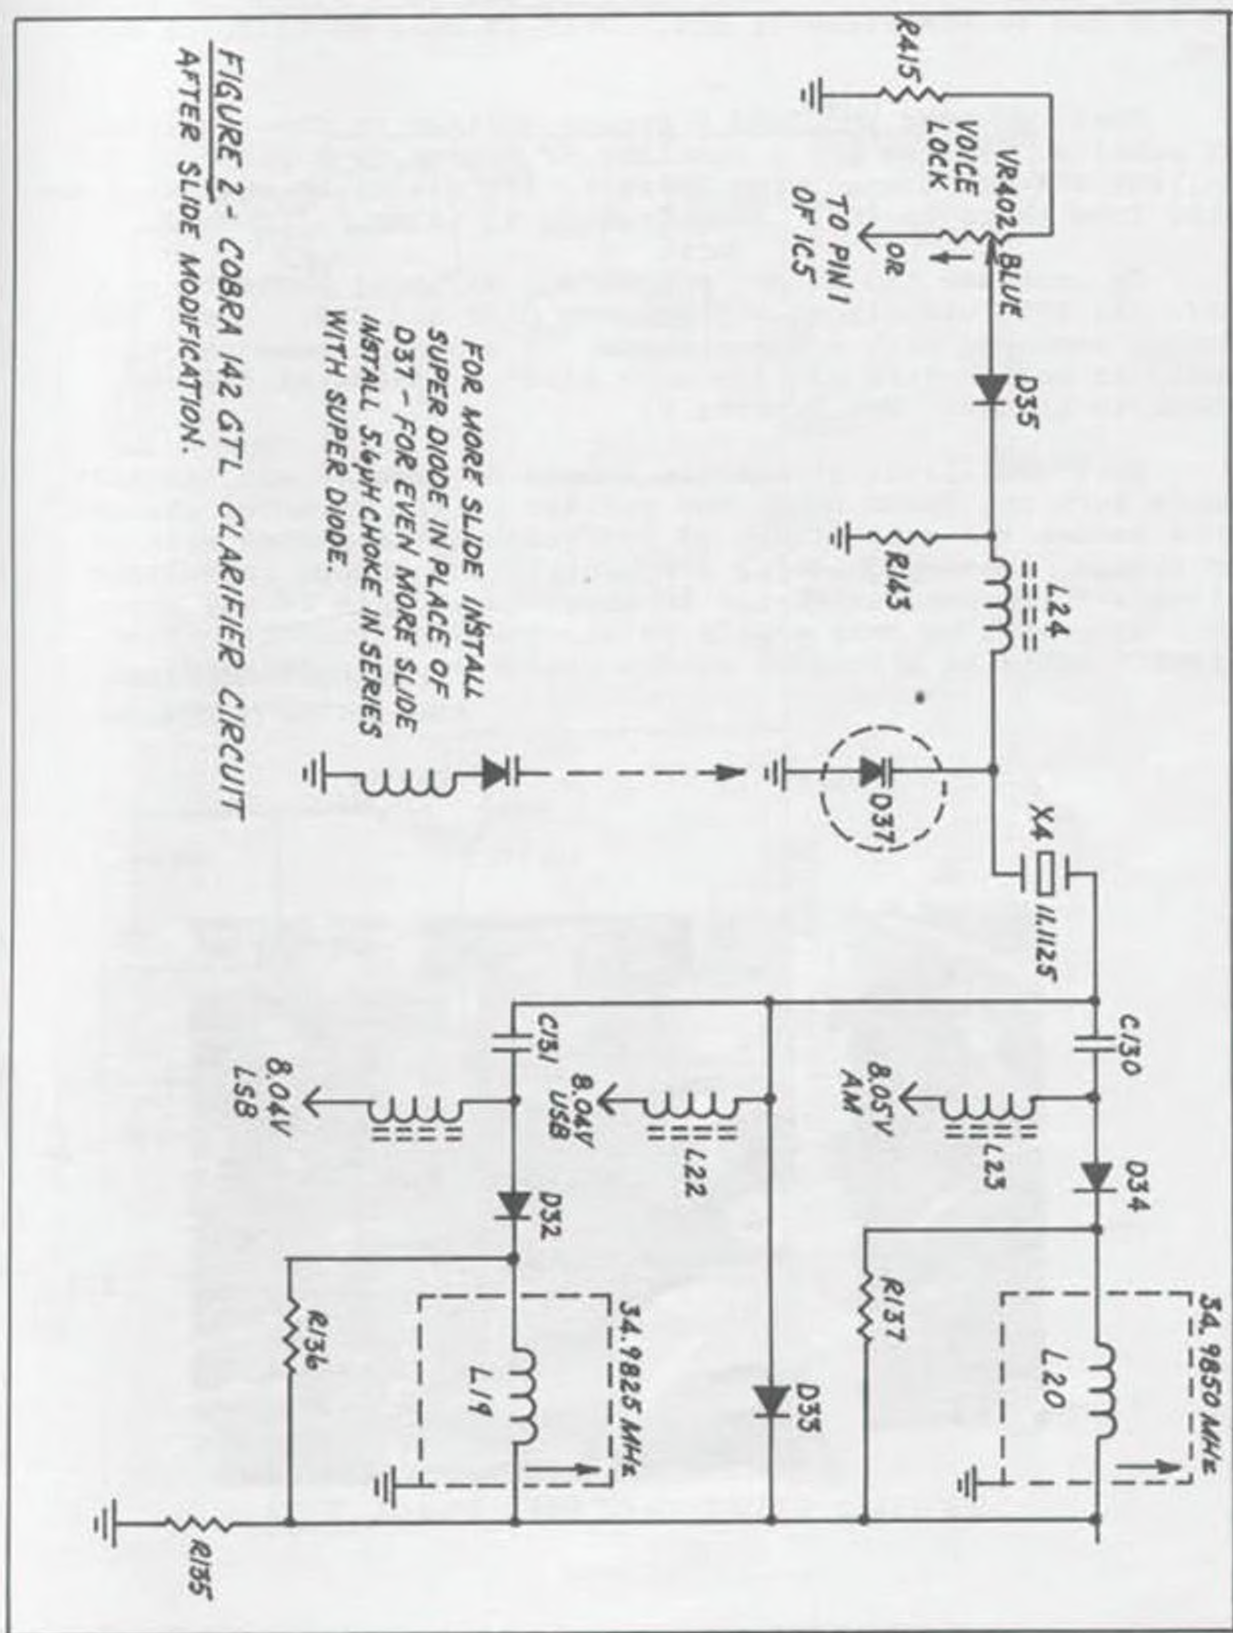 R415
VR402
VOICE
LOCK
BLUE
OR
TO PIN 1
OF IC5
D35
R143
L24
D37
X4
11.1125
C130
8.05V
AM
L23
D34
R137
34.9850 MHz
L20
C131
8.04V
USB
L22
D33
8.04V
LSB
D32
R136
34.9825 MHz
L19
R135
FOR MORE SLIDE INSTALL
SUPER DIODE IN PLACE OF
D37 - FOR EVEN MORE SLIDE
INSTALL 5.6µH CHOKE IN SERIES
WITH SUPER DIODE.
FIGURE 2 - COBRA 142 GTL CLARIFIER CIRCUIT
AFTER SLIDE MODIFICATION.